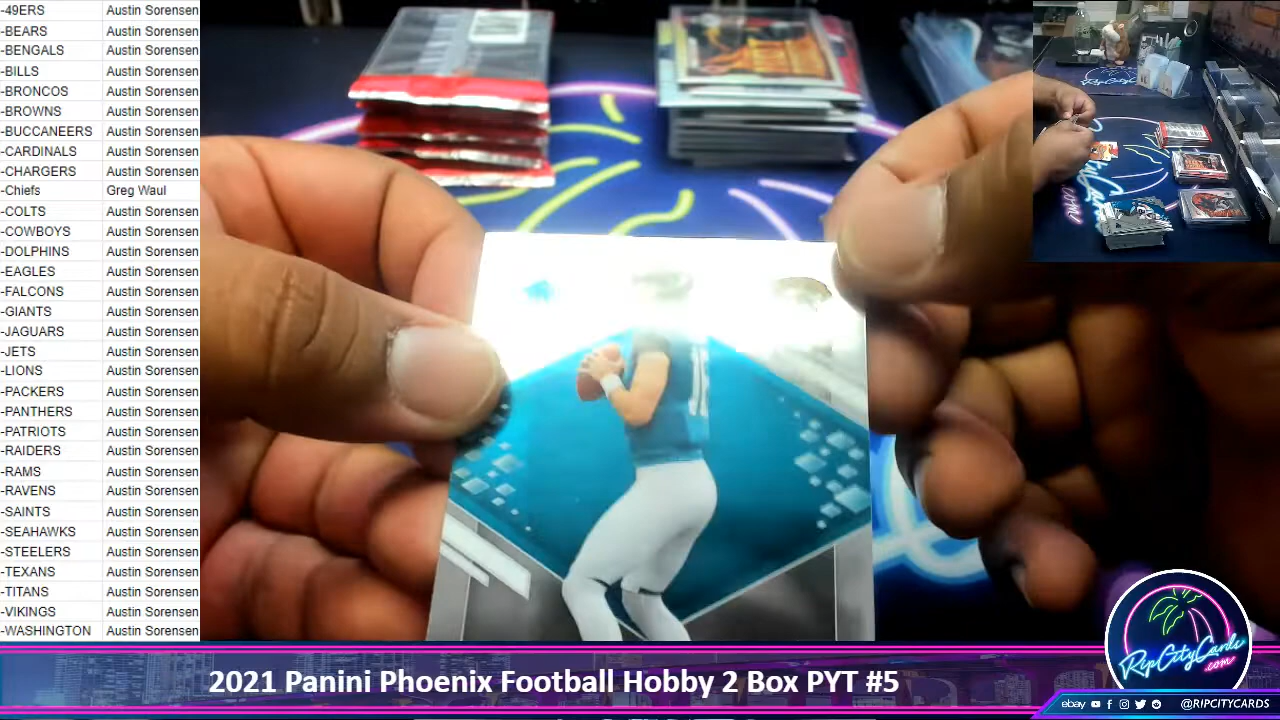 -49ERS Austin Sorensen
-BEARS Austin Sorensen
-BENGALS Austin Sorensen
-BILLS Austin Sorensen
-BRONCOS Austin Sorensen
-BROWNS Austin Sorensen
-BUCCANEERS Austin Sorensen
-CARDINALS Austin Sorensen
-CHARGERS Austin Sorensen
-Chiefs Greg Waul
-COLTS Austin Sorensen
-COWBOYS Austin Sorensen
-DOLPHINS Austin Sorensen
-EAGLES Austin Sorensen
-FALCONS Austin Sorensen
-GIANTS Austin Sorensen
-JAGUARS Austin Sorensen
-JETS Austin Sorensen
-LIONS Austin Sorensen
-PACKERS Austin Sorensen
-PANTHERS Austin Sorensen
-PATRIOTS Austin Sorensen
-RAIDERS Austin Sorensen
-RAMS Austin Sorensen
-RAVENS Austin Sorensen
-SAINTS Austin Sorensen
-SEAHAWKS Austin Sorensen
-STEELERS Austin Sorensen
-TEXANS Austin Sorensen
-TITANS Austin Sorensen
-VIKINGS Austin Sorensen
-WASHINGTON Austin Sorensen
RipCityCards
.com
2021 Panini Phoenix Football Hobby 2 Box PYT #5
ebay @RIPCITYCARDS